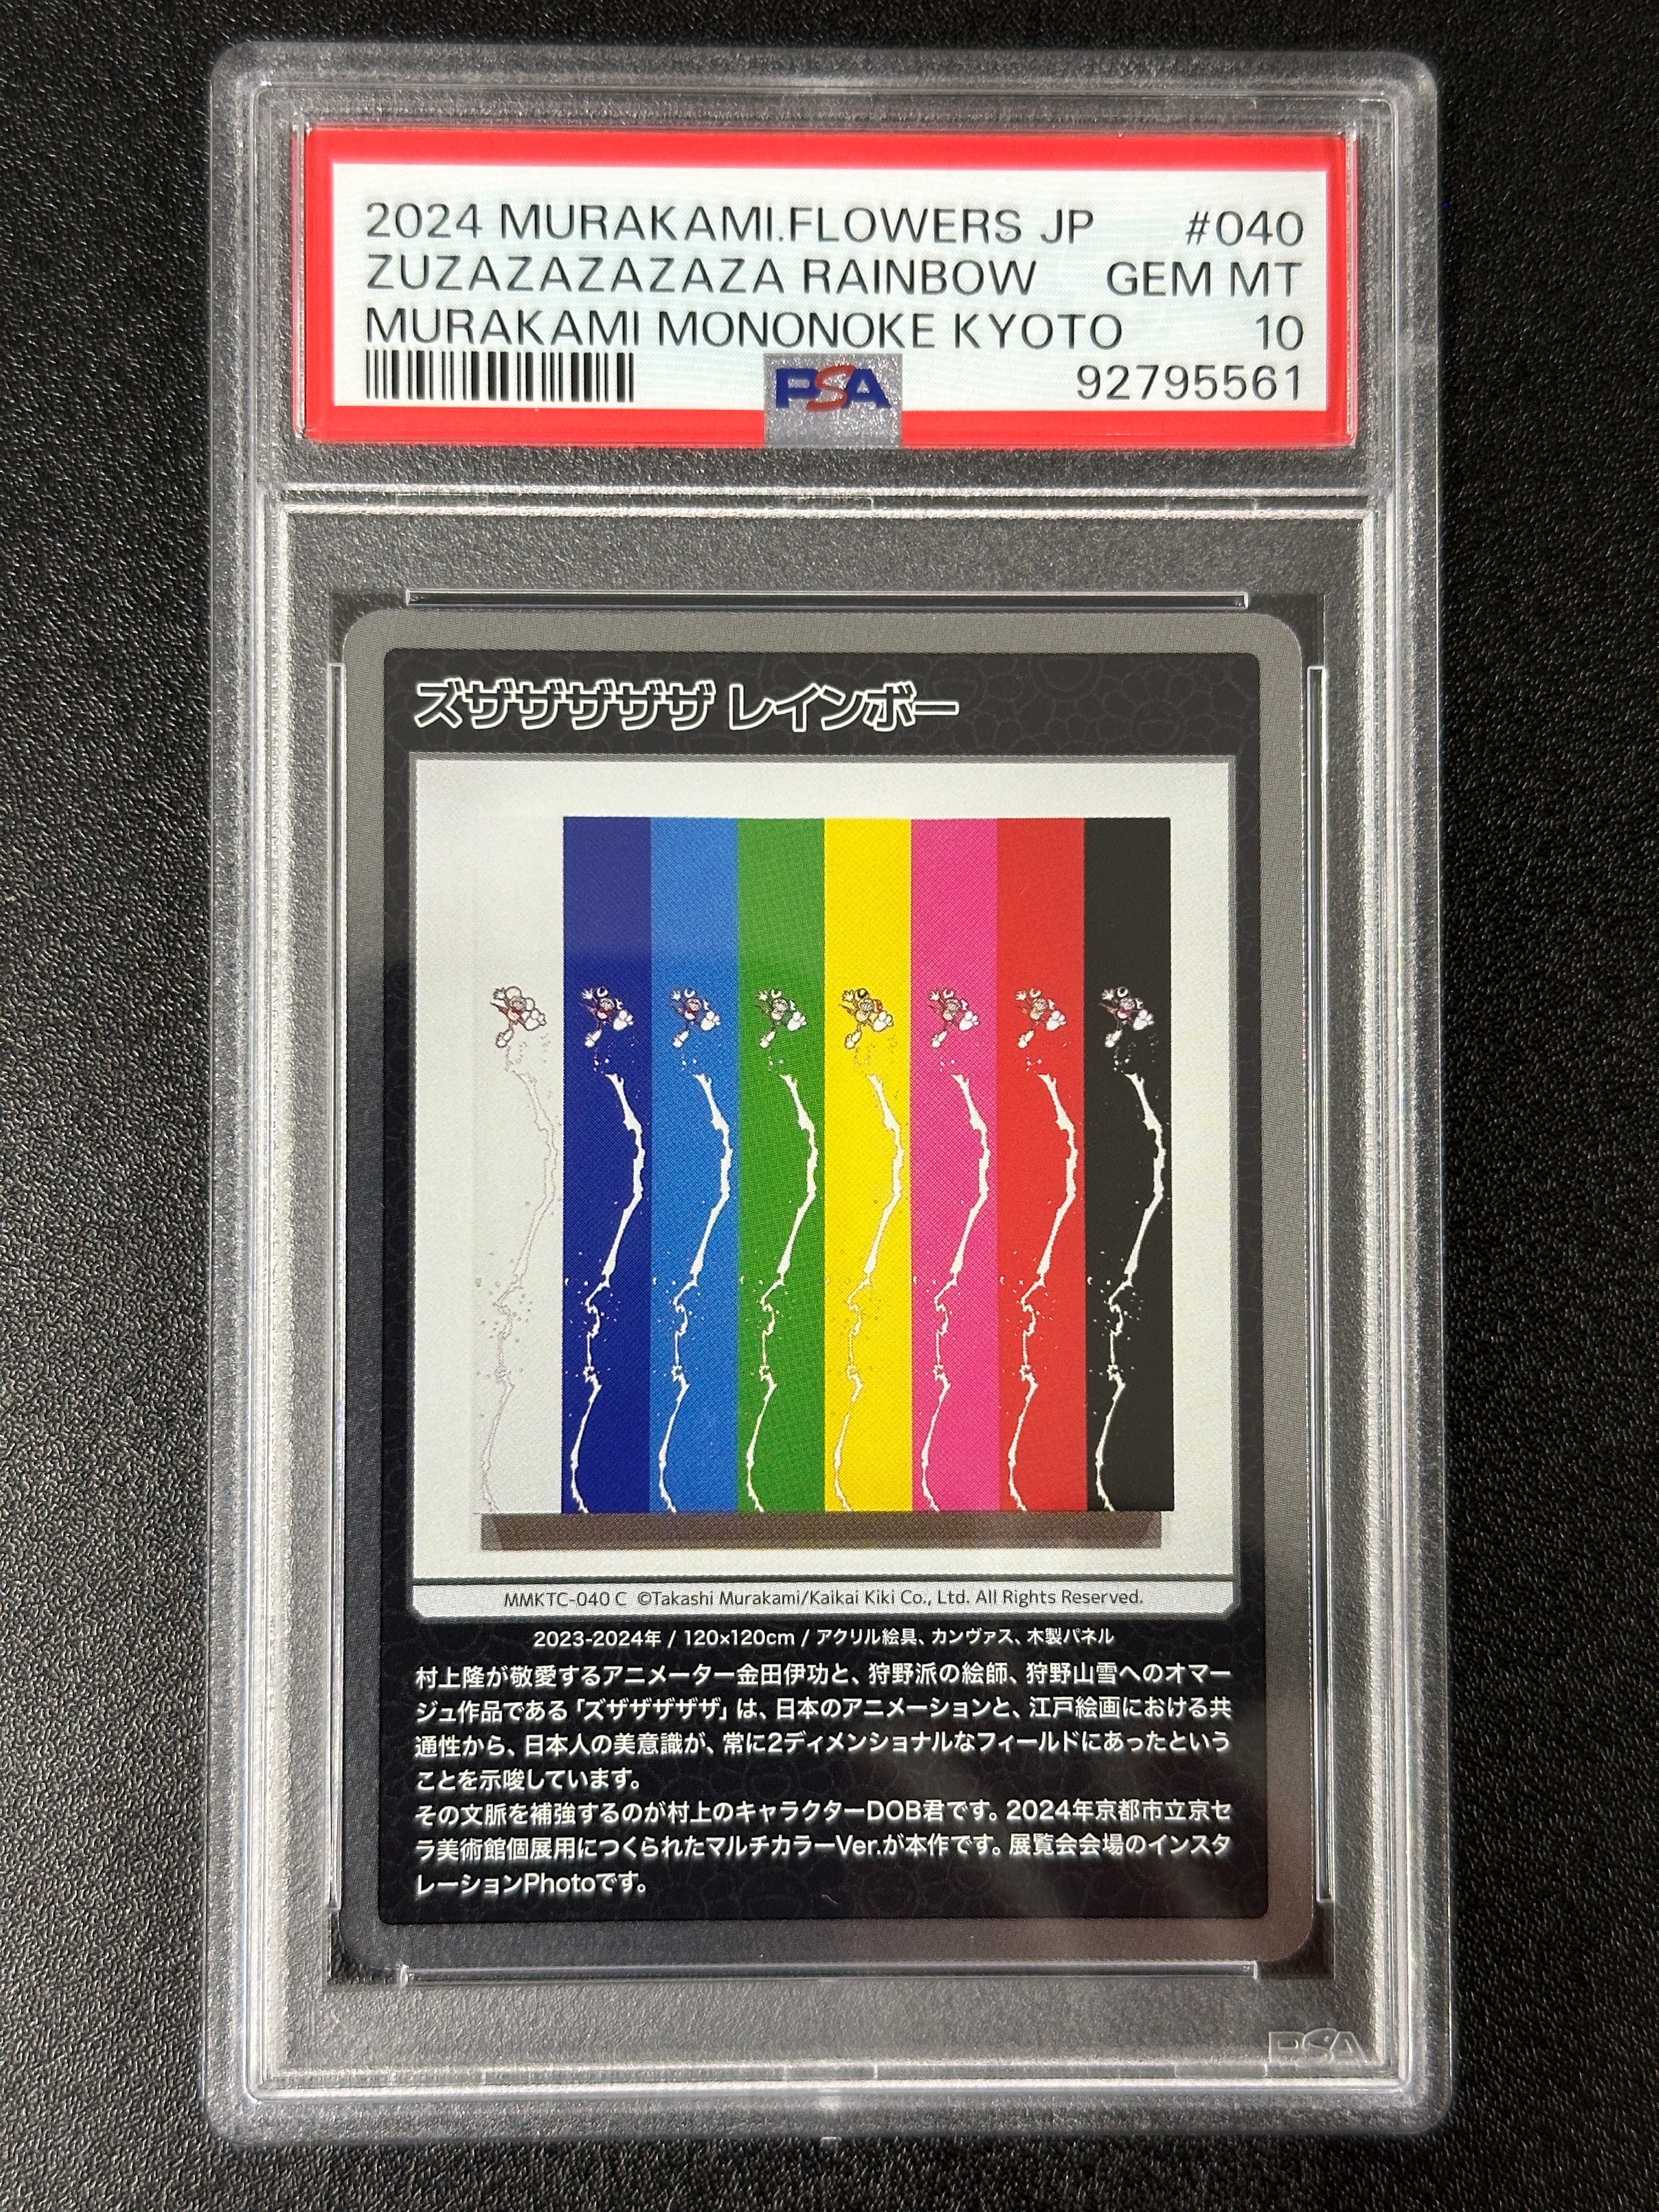 2024 MURAKAMI.FLOWERS JP #040
ZUZAZAZAZAZA RAINBOW GEM MT
MURAKAMI MONONOKE KYOTO 10
PSA 92795561
ズザザザザザ レインボー
MMKTC-040 C ©Takashi Murakami/Kaikai Kiki Co., Ltd. All Rights Reserved.
2023-2024年 / 120×120cm / アクリル絵具、カンヴァス、木製パネル
村上隆が敬愛するアニメーター金田伊功と、狩野派の絵師、狩野山雪へのオマー
ジュ作品である「ズザザザザザ」は、日本のアニメーションと、江戸絵画における共
通性から、日本人の美意識が、常に2ディメンショナルなフィールドにあったという
ことを示唆しています。
その文脈を補強するのが村上のキャラクターDOB君です。2024年京都市立京セ
ラ美術館個展用につくられたマルチカラーVer.が本作です。展覧会会場のインスタ
レーションPhotoです。
PSA